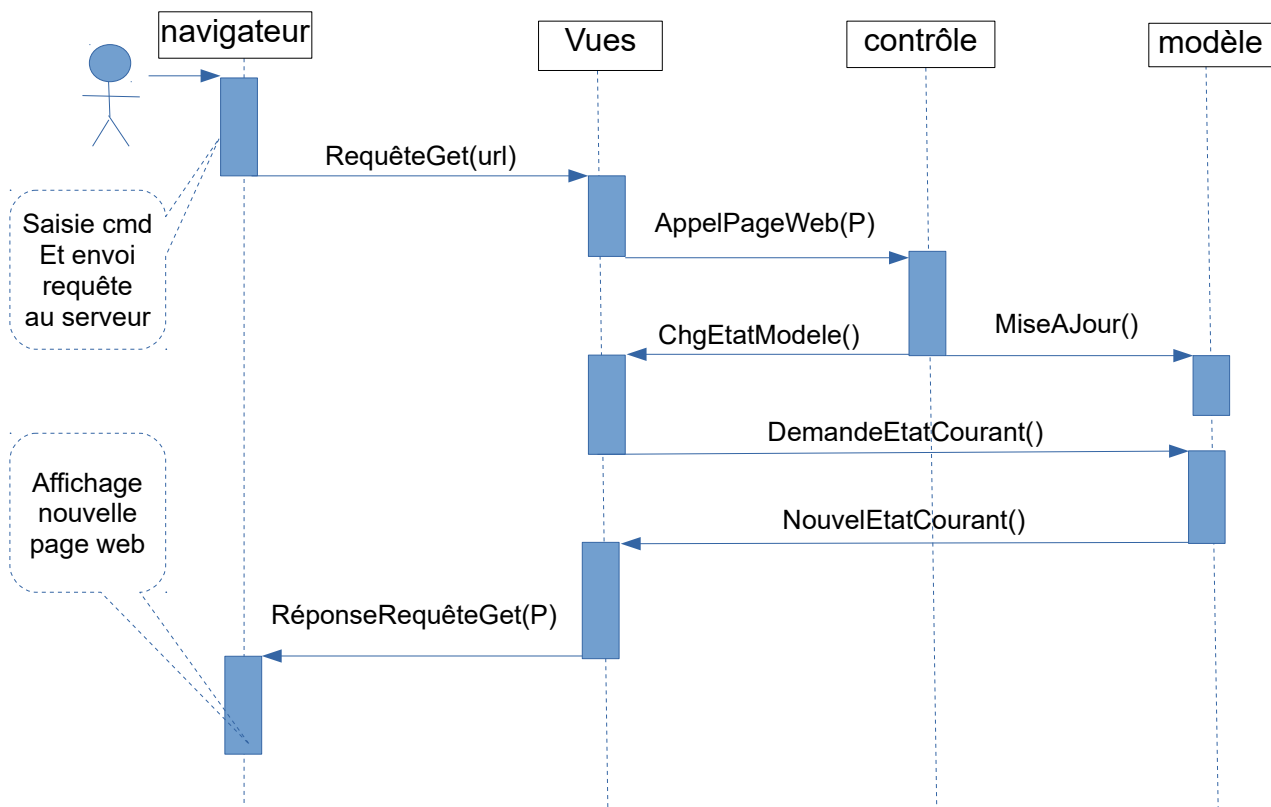 navigateur
Vues
contrôle
modèle
RequêteGet(url)
Saisie cmd
Et envoi
requête
au serveur
AppelPageWeb(P)
ChgEtatModele()
MiseAJour()
DemandeEtatCourant()
Affichage
nouvelle
page web
NouvelEtatCourant()
RéponseRequêteGet(P)